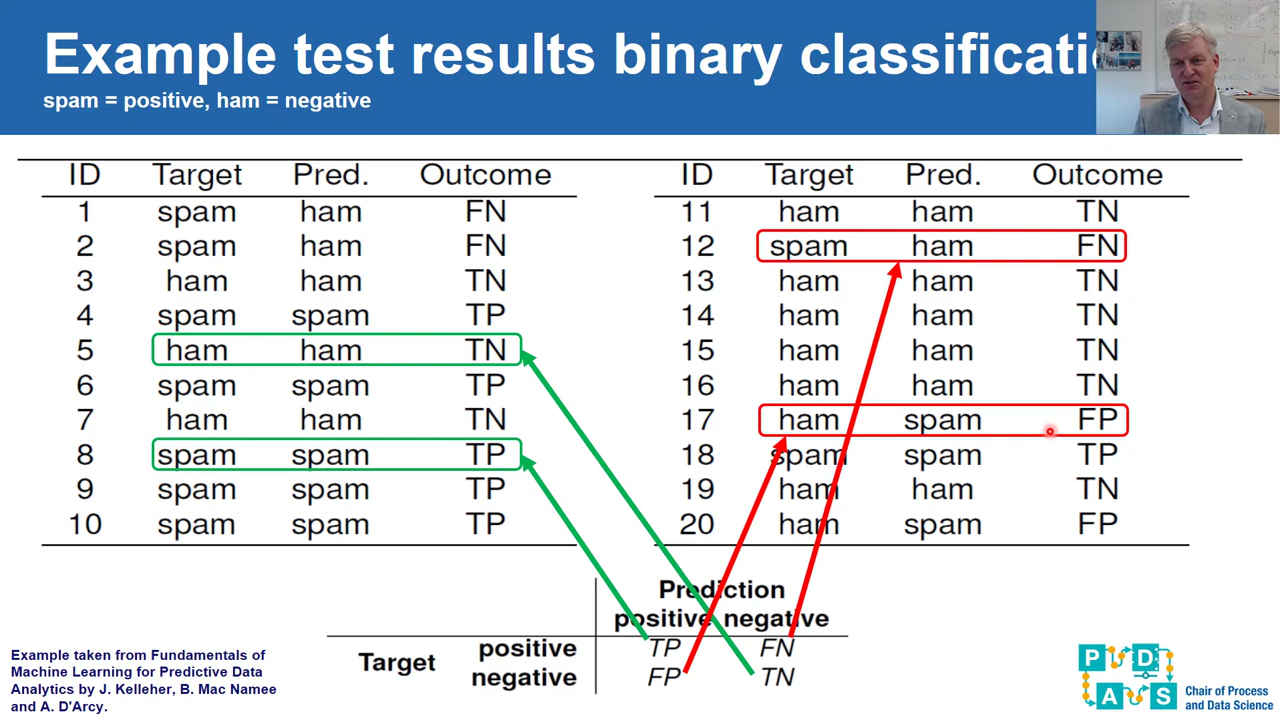 Example test results binary classificati
spam = positive, ham = negative
ID Target Pred. Outcome
1 spam ham FN
2 spam ham FN
3 ham ham TN
4 spam spam TP
5 ham ham TN
6 spam spam TP
7 ham ham TN
8 spam spam TP
9 spam spam TP
10 spam spam TP
ID Target Pred. Outcome
11 ham ham TN
12 spam ham FN
13 ham ham TN
14 ham ham TN
15 ham ham TN
16 ham ham TN
17 ham spam FP
18 spam spam TP
19 ham ham TN
20 ham spam FP
Prediction
positive negative
Target
positive TP FN
negative FP TN
Example taken from Fundamentals of
Machine Learning for Predictive Data
Analytics by J. Kelleher, B. Mac Namee
and A. D'Arcy.
P D
A S
Chair of Process
and Data Science